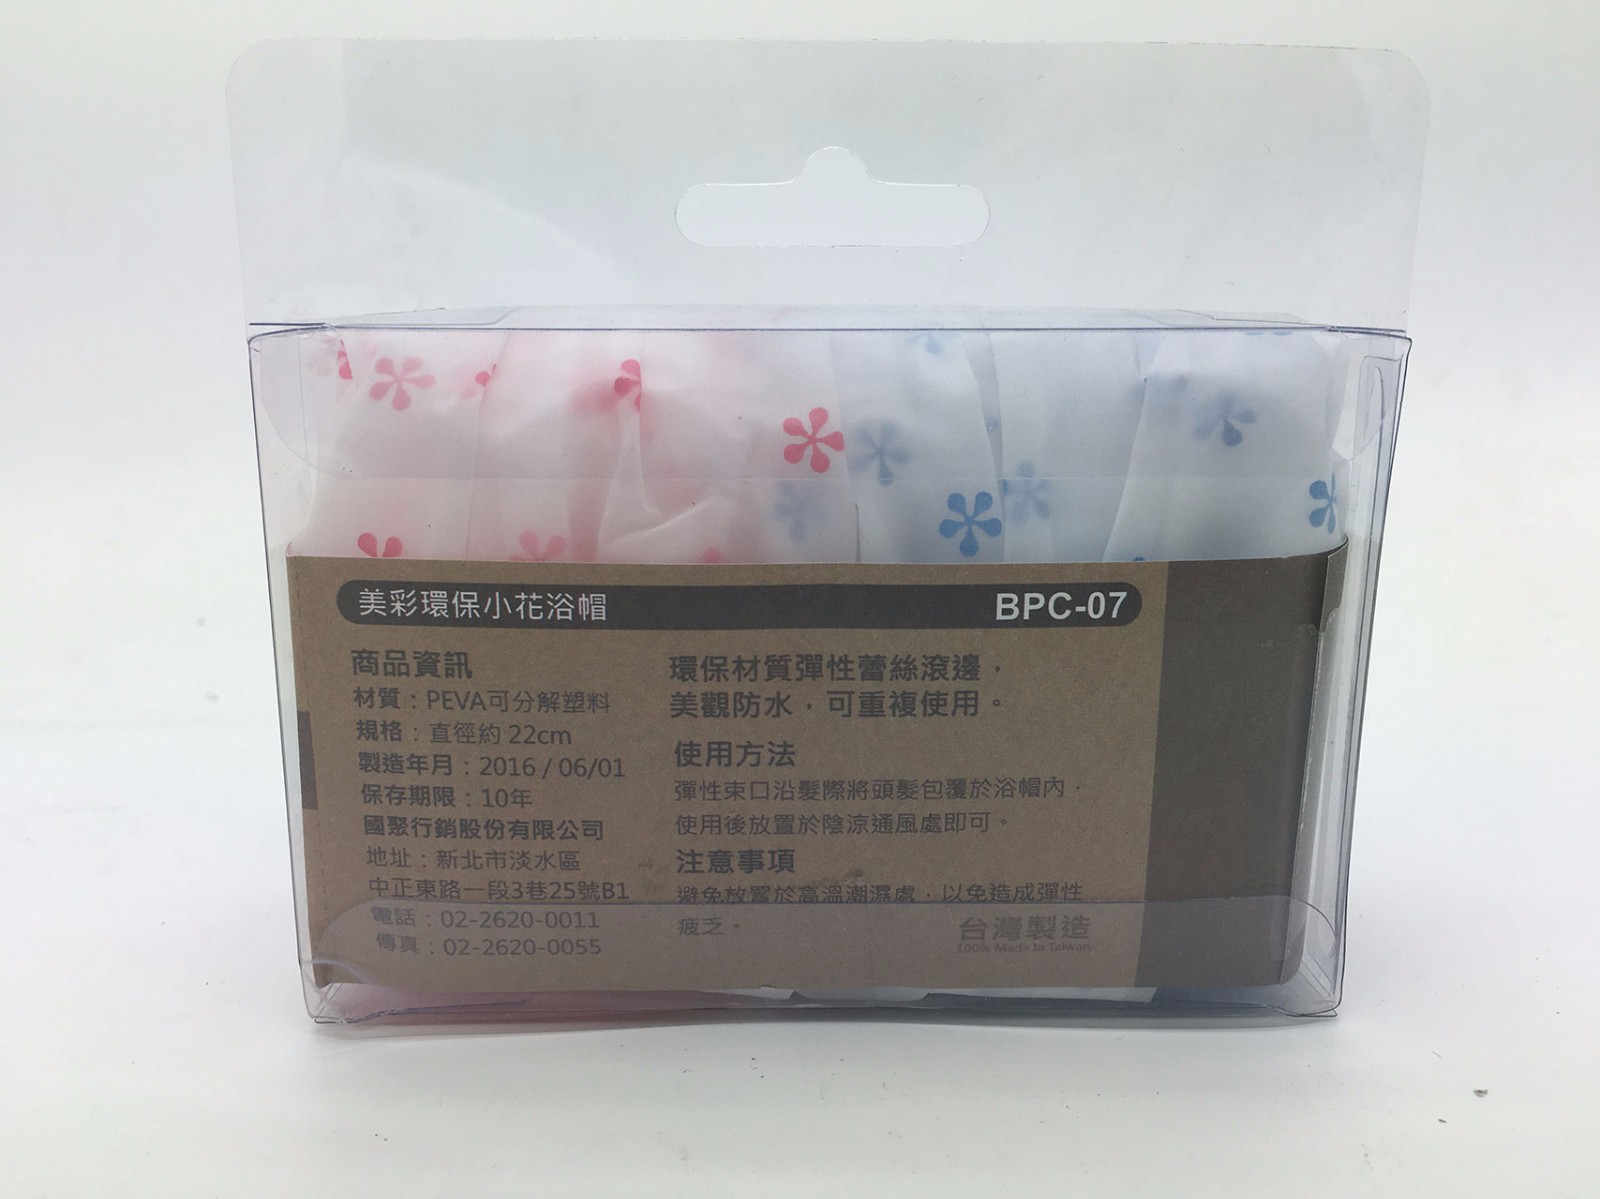 美彩環保小花浴帽 BPC-07
商品資訊
材質：PEVA可分解塑料
規格：直徑約 22cm
製造年月：2016 / 06/01
保存期限：10年
國聚行銷股份有限公司
地址：新北市淡水區
中正東路一段3巷25號B1
電話：02-2620-0011
傳真：02-2620-0055
環保材質彈性蕾絲滾邊，
美觀防水，可重複使用。
使用方法
彈性束口沿髮際將頭髮包覆於浴帽內，
使用後放置於陰涼通風處即可。
注意事項
避免放置於高溫潮濕處，以免造成彈性
疲乏。
台灣製造
100% Made In Taiwan